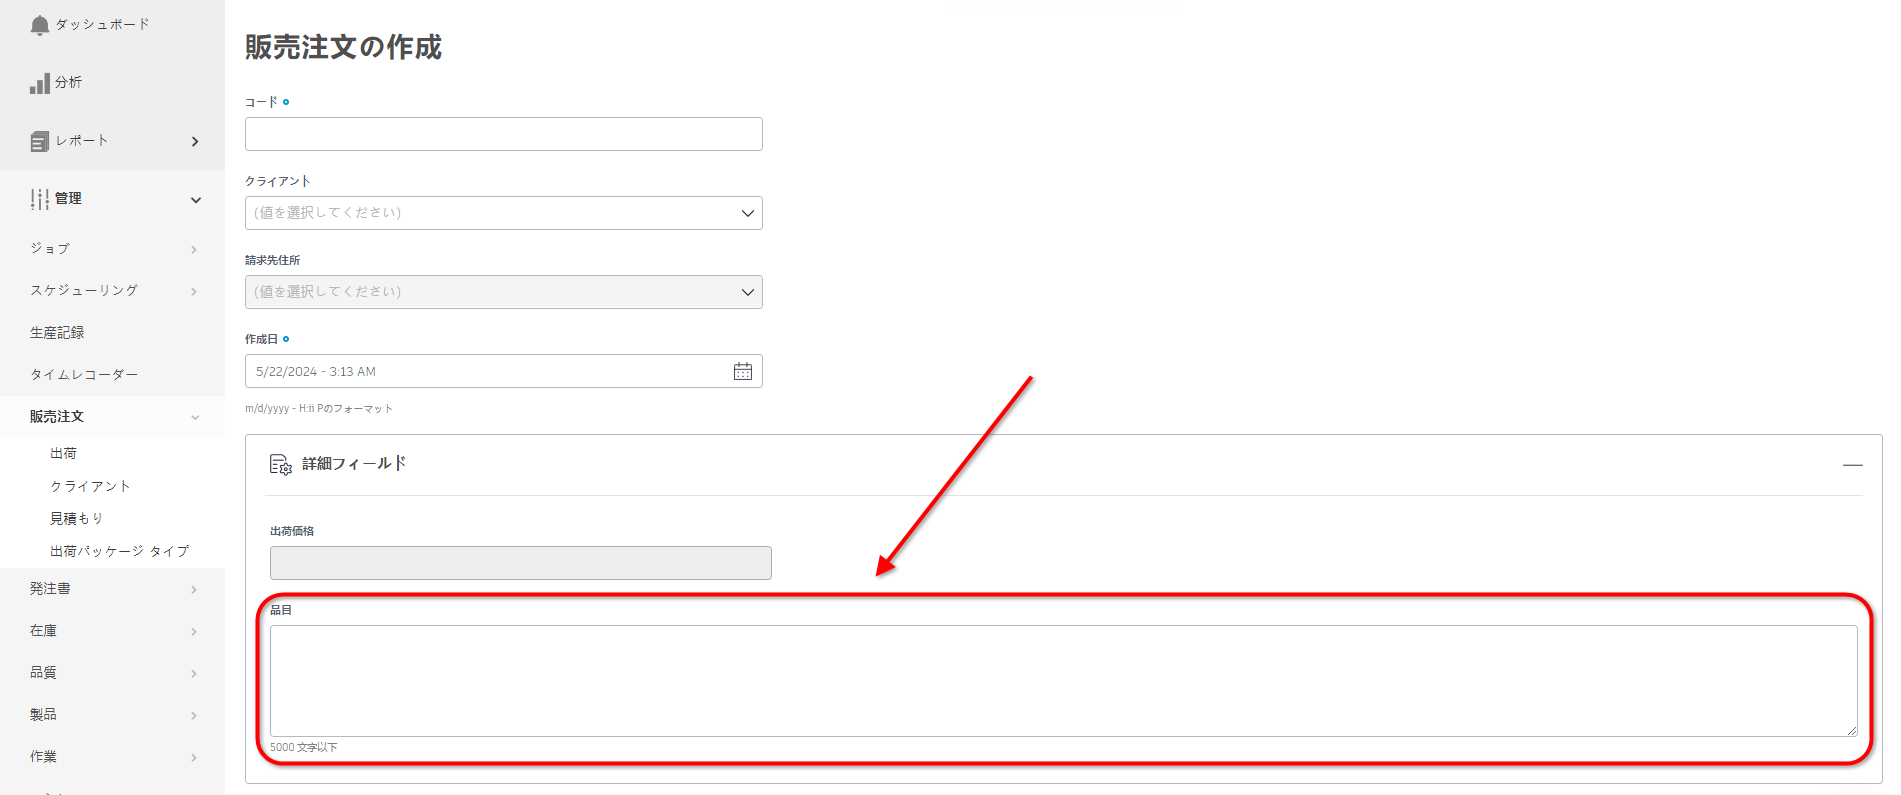 ダッシュボード
分析
レポート
管理
ジョブ
スケジューリング
生産記録
タイムレコーダー
販売注文
出荷
クライアント
見積もり
出荷パッケージ タイプ
発注書
在庫
品質
製品
作業
販売注文の作成
コード
クライアント
(値を選択してください)
請求先住所
(値を選択してください)
作成日
5/22/2024 - 3:13 AM
m/d/yyyy - H:ii Pのフォーマット
詳細フィールド
出荷価格
品目
5000 文字以下